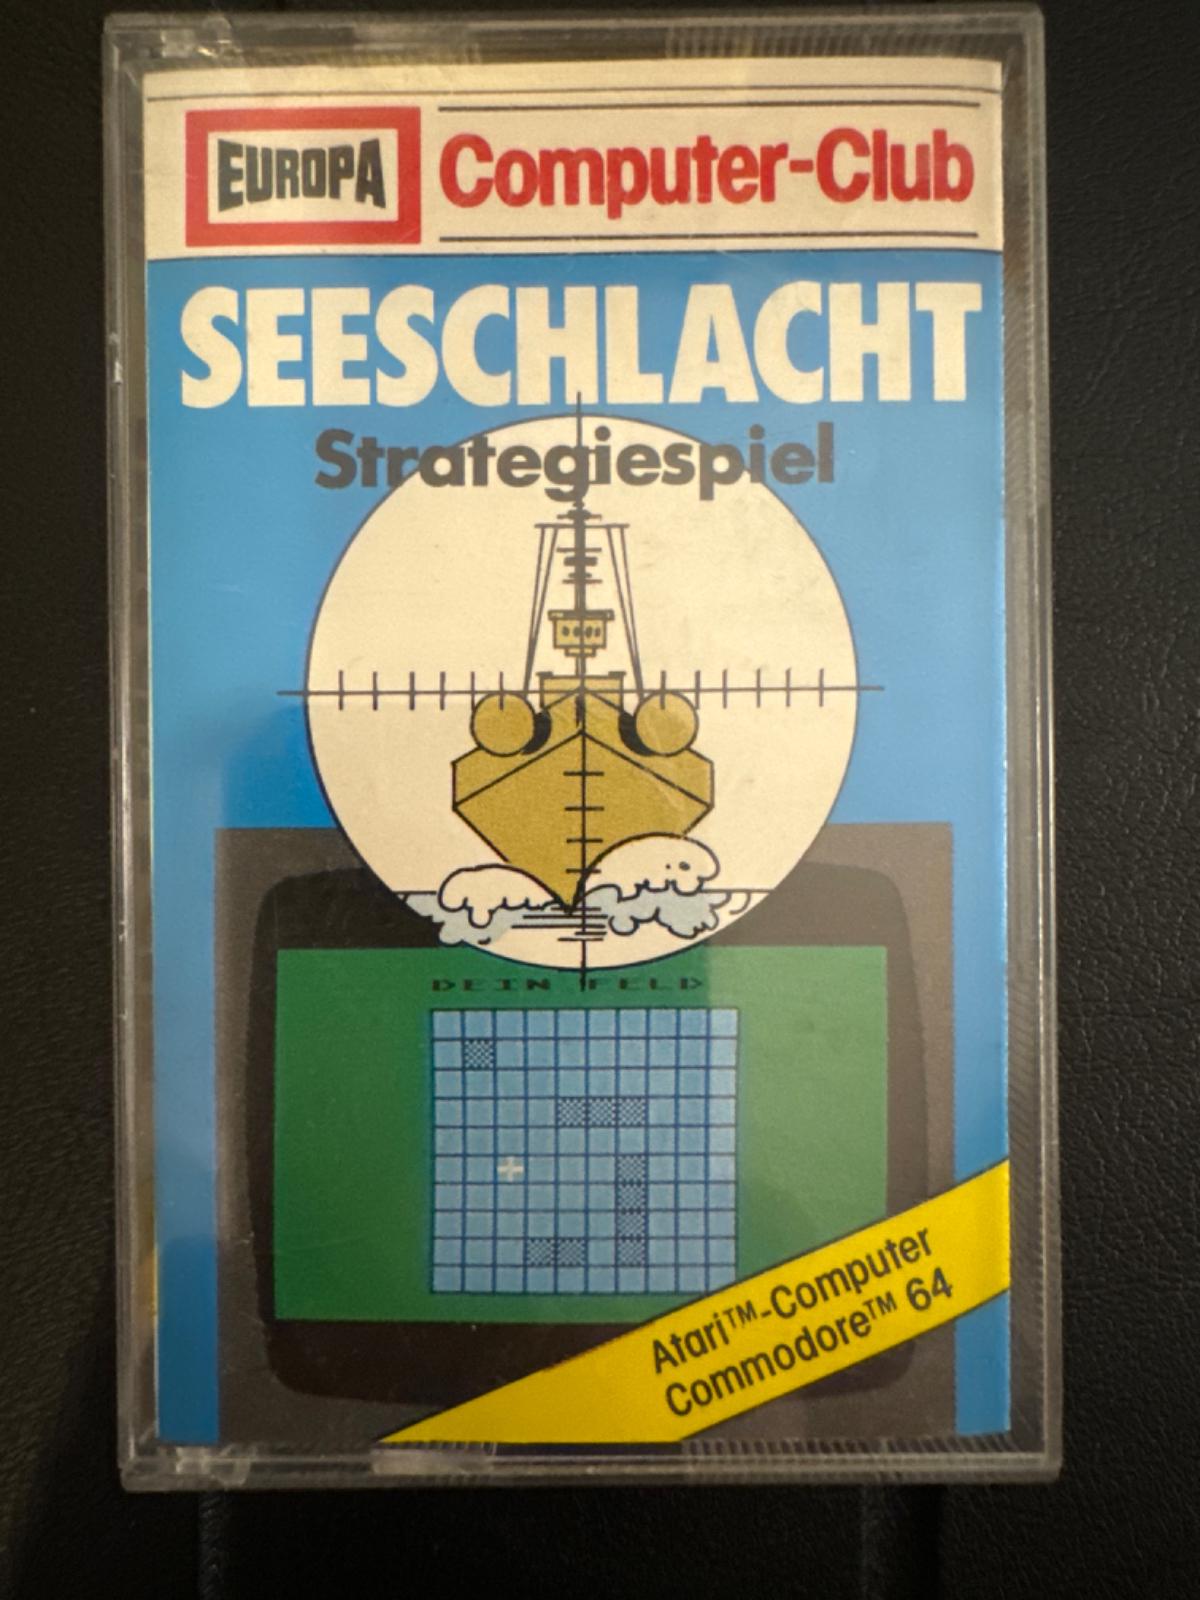 EUROPA
Computer-Club
SEESCHLACHT
Strategiespiel
DEIN FELD
Atari™-Computer
Commodore™ 64